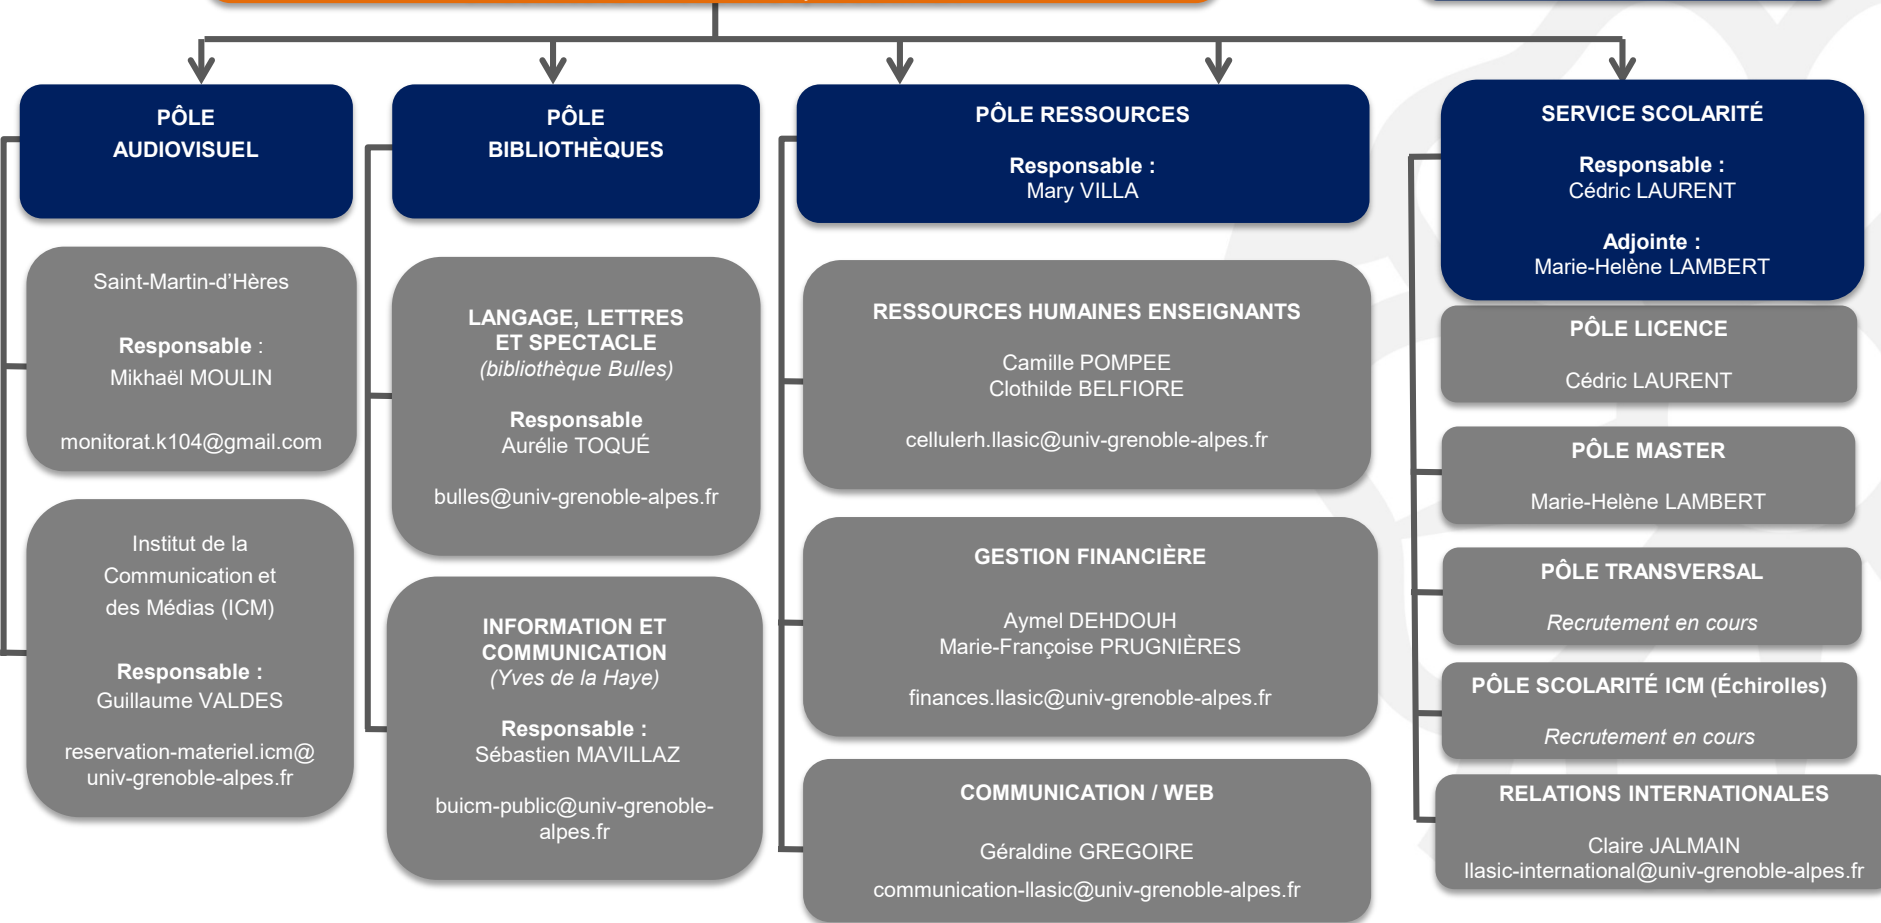 PÔLE
AUDIOVISUEL
Saint-Martin-d’Hères
Responsable :
Mikhaël MOULIN
monitorat.k104@gmail.com
Institut de la
Communication et
des Médias (ICM)
Responsable :
Guillaume VALDES
reservation-materiel.icm@
univ-grenoble-alpes.fr
PÔLE
BIBLIOTHÈQUES
LANGAGE, LETTRES
ET SPECTACLE
(bibliothèque Bulles)
Responsable
Aurélie TOQUÉ
bulles@univ-grenoble-alpes.fr
INFORMATION ET
COMMUNICATION
(Yves de la Haye)
Responsable :
Sébastien MAVILLAZ
buicm-public@univ-grenoble-
alpes.fr
PÔLE RESSOURCES
Responsable :
Mary VILLA
RESSOURCES HUMAINES ENSEIGNANTS
Camille POMPEE
Clothilde BELFIORE
cellulerh.llasic@univ-grenoble-alpes.fr
GESTION FINANCIÈRE
Aymel DEHDOUH
Marie-Françoise PRUGNIÈRES
finances.llasic@univ-grenoble-alpes.fr
COMMUNICATION / WEB
Géraldine GREGOIRE
communication-llasic@univ-grenoble-alpes.fr
SERVICE SCOLARITÉ
Responsable :
Cédric LAURENT
Adjointe :
Marie-Helène LAMBERT
PÔLE LICENCE
Cédric LAURENT
PÔLE MASTER
Marie-Helène LAMBERT
PÔLE TRANSVERSAL
Recrutement en cours
PÔLE SCOLARITÉ ICM (Échirolles)
Recrutement en cours
RELATIONS INTERNATIONALES
Claire JALMAIN
llasic-international@univ-grenoble-alpes.fr